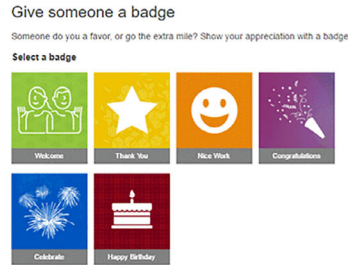 Give someone a badge
Someone do you a favor, or go the extra mile? Show your appreciation with a badge
Select a badge
Welcome
Thank You
Nice Work
Congratulations
Celebrate
Happy Birthday